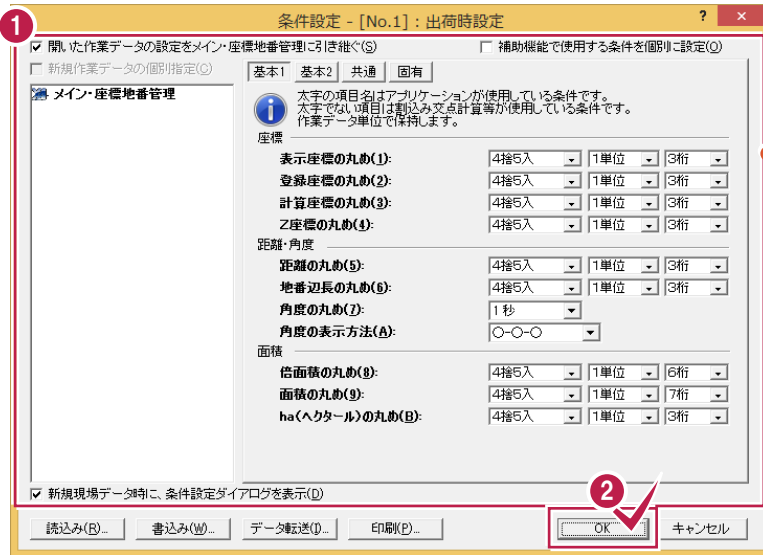 1
条件設定 - [No.1] : 出荷時設定
? ×
開いた作業データの設定をメイン・座標地番管理に引き継ぐ(S) 補助機能で使用する条件を個別に設定(O)
新規作業データの個別指定(C)
メイン・座標地番管理
基本1 基本2 共通 固有
太字の項目名はアプリケーションが使用している条件です。
太字でない項目は割込み交点計算等が使用している条件です。
作業データ単位で保持します。
座標
表示座標の丸め(1): 4捨5入 1単位 3桁
登録座標の丸め(2): 4捨5入 1単位 3桁
計算座標の丸め(3): 4捨5入 1単位 3桁
Z座標の丸め(4): 4捨5入 1単位 3桁
距離・角度
距離の丸め(5): 4捨5入 1単位 3桁
地番辺長の丸め(6): 4捨5入 1単位 3桁
角度の丸め(7): 1秒
角度の表示方法(A): ○-○-○
面積
倍面積の丸め(8): 4捨5入 1単位 6桁
面積の丸め(9): 4捨5入 1単位 7桁
ha(ヘクタール)の丸め(B): 4捨5入 1単位 3桁
新規現場データ時に、条件設定ダイアログを表示(D)
2
読込み(R)... 書込み(W)... データ転送(I)... 印刷(P)... OK キャンセル